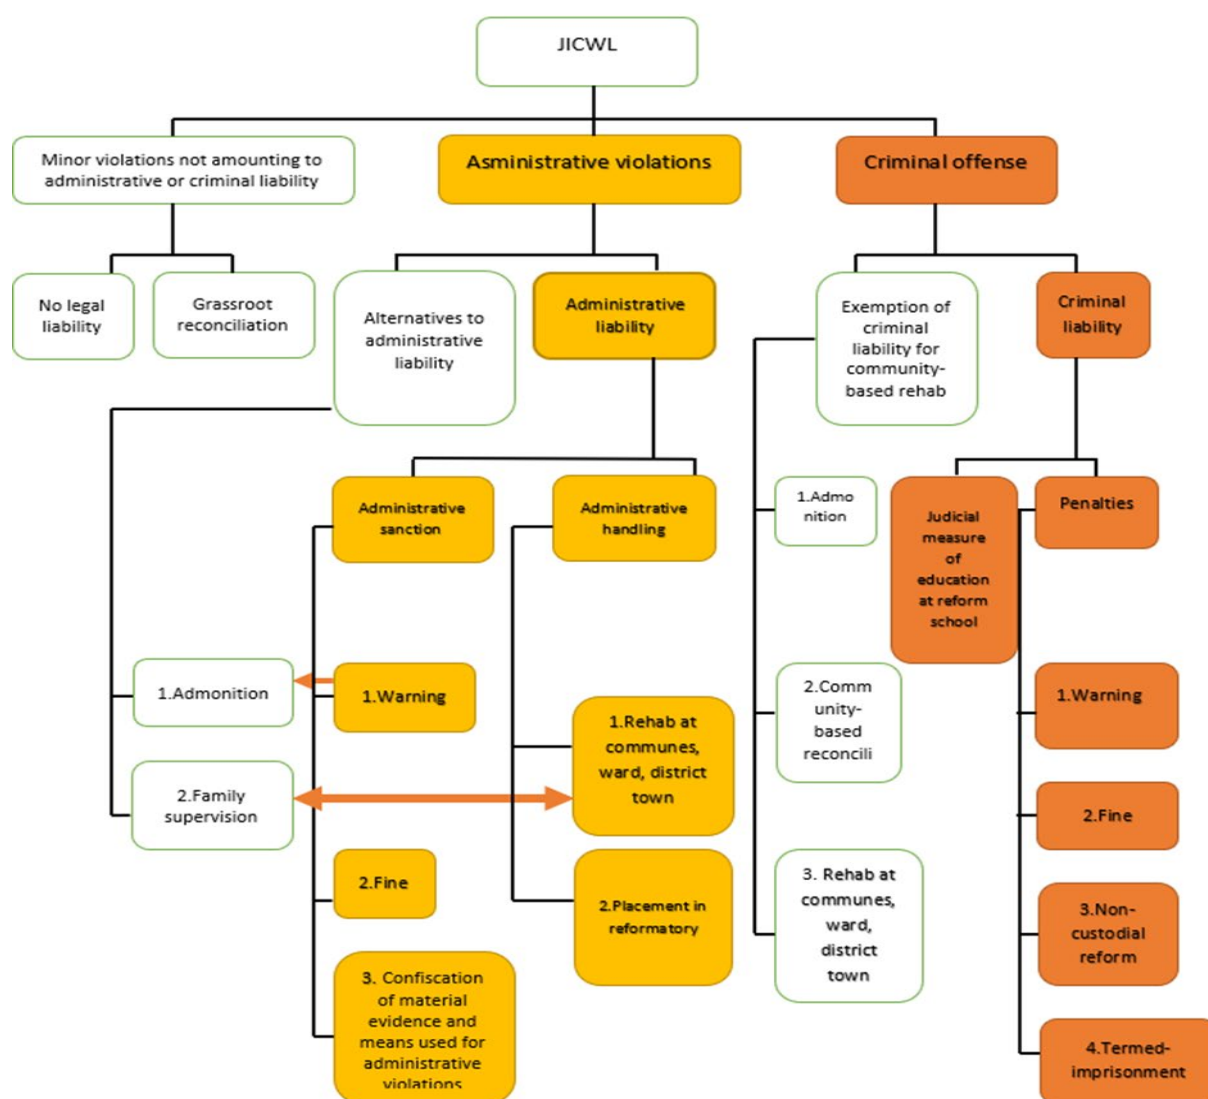 JICWL
Minor violations not amounting to
administrative or criminal liability
Asministrative violations
Criminal offense
No legal
liability
Grassroot
reconciliation
Alternatives to
administrative
liability
Administrative
liability
Exemption of
criminal
liability for
community-
based rehab
Criminal
liability
Administrative
sanction
Administrative
handling
1.Admo
nition
Judicial
measure
of
education
at reform
school
Penalties
1.Admonition
1.Warning
1.Rehab at
communes,
ward, district
town
2.Comm
unity-
based
reconcili
1.Warning
2.Family
supervision
2.Fine
2.Fine
2.Placement in
reformatory
3. Rehab at
communes,
ward,
district
town
3.Non-
custodial
reform
3. Confiscation
of material
evidence and
means used for
administrative
violations
4.Termed-
imprisonment